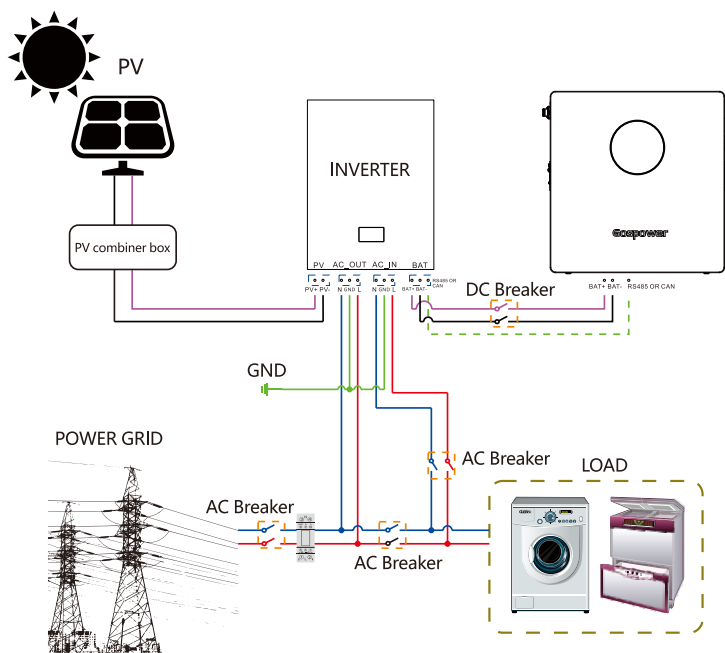 PV
INVERTER
PV combiner box
Gospower
PV AC_OUT AC_IN BAT
PV+ PV- N GND L N GND L BAT+ BAT- RS485 OR
CAN
BAT+ BAT- RS485 OR CAN
DC Breaker
GND
POWER GRID
AC Breaker
LOAD
AC Breaker
AC Breaker